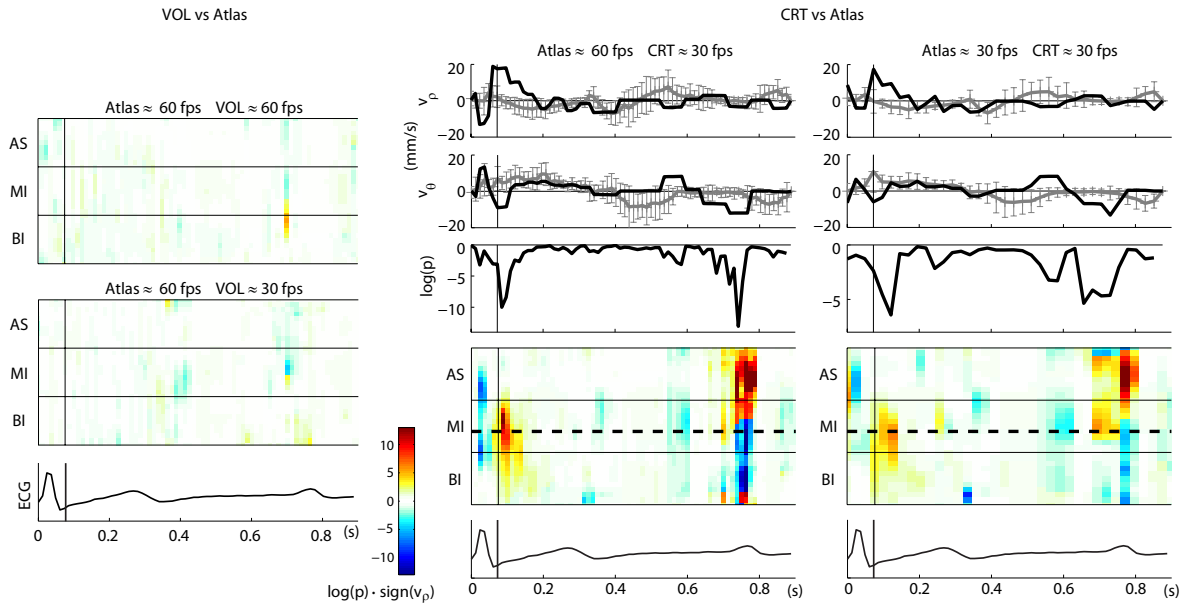 VOL vs Atlas
CRT vs Atlas
Atlas ≈ 60 fps VOL ≈ 60 fps
AS
MI
BI
Atlas ≈ 60 fps VOL ≈ 30 fps
AS
MI
BI
ECG
0 0.2 0.4 0.6 0.8 (s)
10
5
0
−5
−10
log(p) · sign(vρ)
Atlas ≈ 60 fps CRT ≈ 30 fps
20
0
−20
vρ
(mm/s)
20
0
−20
vθ
0
−5
−10
log(p)
AS
MI
BI
0 0.2 0.4 0.6 0.8 (s)
Atlas ≈ 30 fps CRT ≈ 30 fps
20
0
−20
20
0
−20
0
−5
AS
MI
BI
0 0.2 0.4 0.6 0.8 (s)